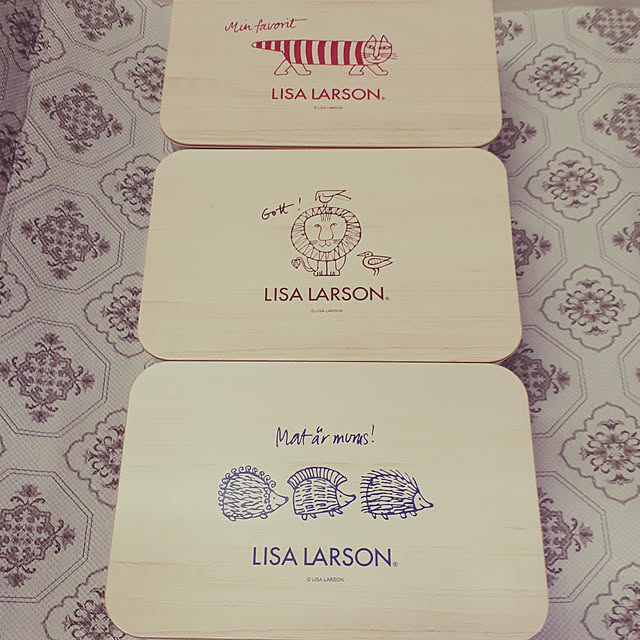 Min favorit
LISA LARSON®
© LISA LARSON
Gott!
LISA LARSON®
© LISA LARSON
Mat är mums!
LISA LARSON®
© LISA LARSON